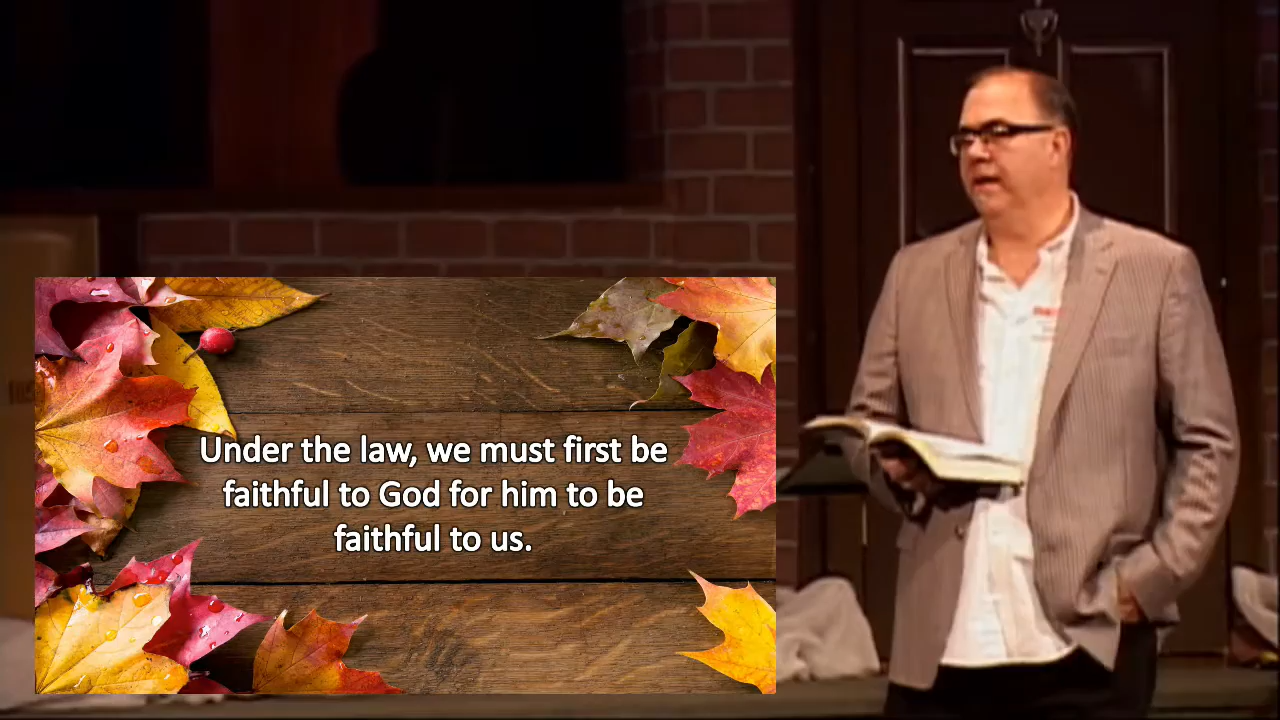 Under the law, we must first be
faithful to God for him to be
faithful to us.